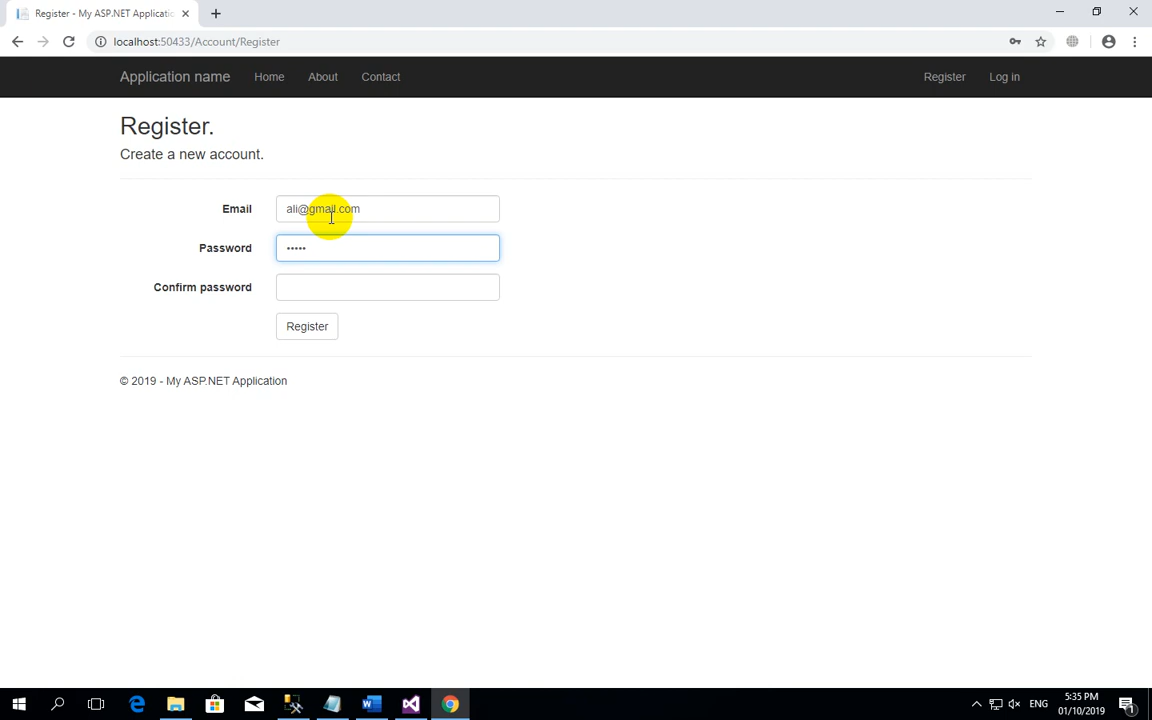 Register - My ASP.NET Applicatio
localhost:50433/Account/Register
Application name Home About Contact Register Log in
Register.
Create a new account.
Email ali@gmail.com
Password •••••
Confirm password
Register
© 2019 - My ASP.NET Application
ENG
5:35 PM
01/10/2019
1